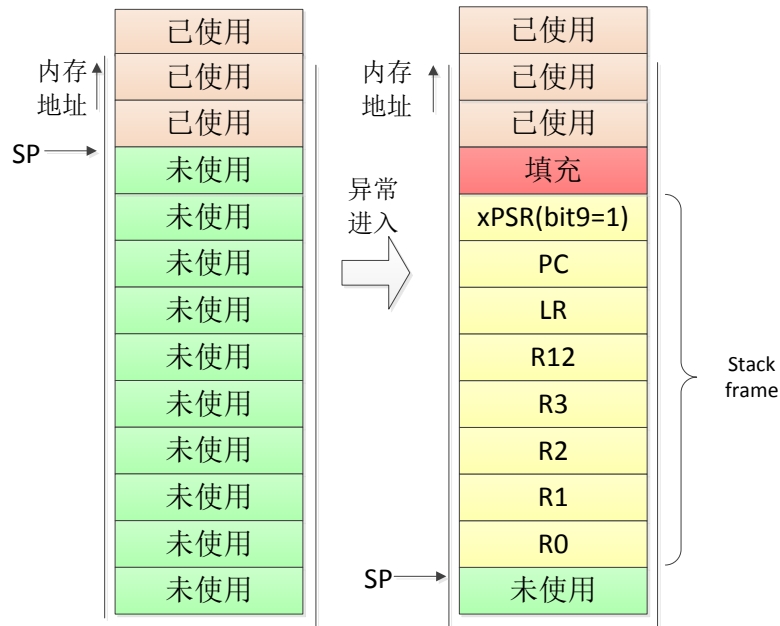 已使用
内存
地址
已使用
已使用
SP
未使用
未使用
未使用
未使用
未使用
未使用
未使用
未使用
未使用
未使用
异常
进入
已使用
内存
地址
已使用
已使用
填充
xPSR(bit9=1)
PC
LR
R12
R3
R2
R1
R0
SP
未使用
Stack
frame